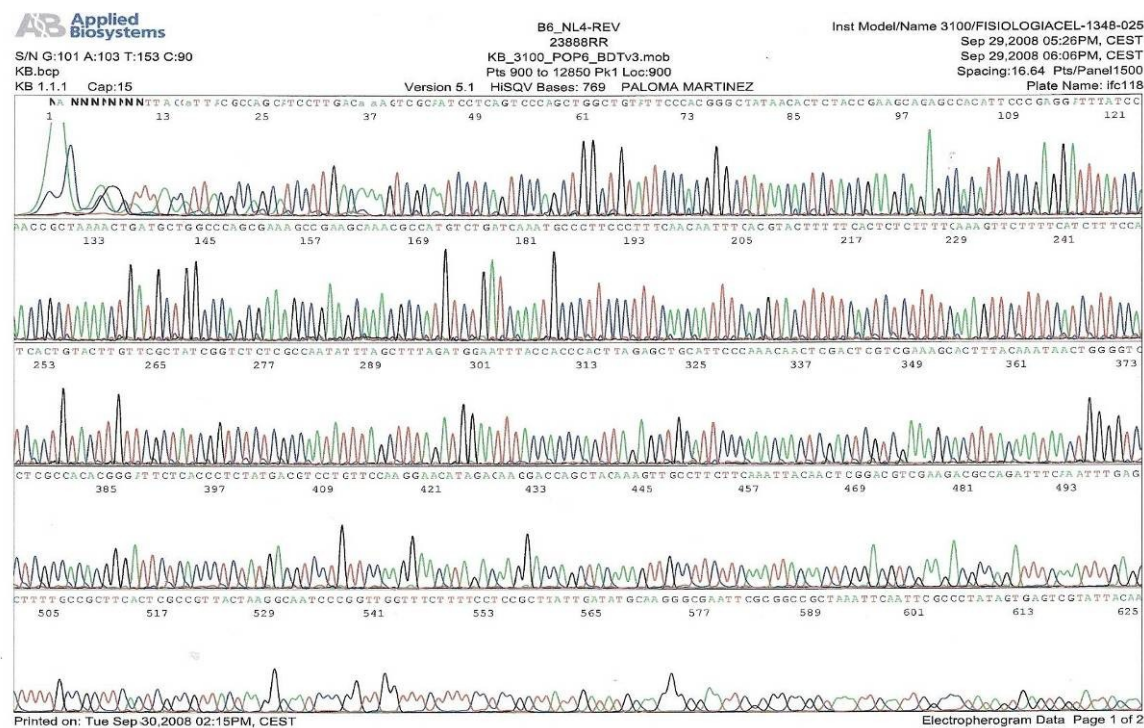 AB Applied
Biosystems
S/N G:101 A:103 T:153 C:90
KB.bcp
KB 1.1.1 Cap:15
B6_NL4-REV
23888RR
KB_3100_POP6_BDTv3.mob
Pts 900 to 12850 Pk1 Loc:900
Version 5.1 HiSQV Bases: 769 PALOMA MARTINEZ
Inst Model/Name 3100/FISIOLOGIACEL-1348-025
Sep 29,2008 05:26PM, CEST
Sep 29,2008 06:06PM, CEST
Spacing:16.64 Pts/Panel1500
Plate Name: ifc118
1 13 25 37 49 61 73 85 97 109 121
AACCGCTAAAACTGATGCTGGCCCAGCGAAAGCCGAAGCAAACGCCATGTCTGATCAAATGCCCTTCCCTTTCAACAATTTCACGTACTTTTTCACTCTCTTTTCAAAGTTCTTTTCATCTTTCCA
133 145 157 169 181 193 205 217 229 241
TCACTGTACTTGTTCGCTATCGGTCTCTCGCCAATATTTAGCTTTAGATGGAATTTACCACCCACTTAGAGCTGCATTCCCAAACAACTCGACTCGTCGAAAGCACTTTACAAATAACTGGGGTC
253 265 277 289 301 313 325 337 349 361 373
CTCGCCACACGGGATTCTCACCCTCTATGACGTCCTGTTCCAAGGAACATAGACAAGGACCAGCTACAAAGTTGCCTTCTTCAAATTACAACTCGGACGTCGAAGACGCCAGATTTCAAATTTGAG
385 397 409 421 433 445 457 469 481 493
CTTTTGCCGCTTCACTCGCCGTTACTAAGGCAATCCCGGTTGGTTTCTTTTCCTCCGCTTATTGATATGCAAGGGCGAATTCGCGGCCGCTAAATTCAATTCGCCCTATAGTGAGTCGTATTACAA
505 517 529 541 553 565 577 589 601 613 625
Printed on: Tue Sep 30,2008 02:15PM, CEST
Electropherogram Data Page 1 of 2